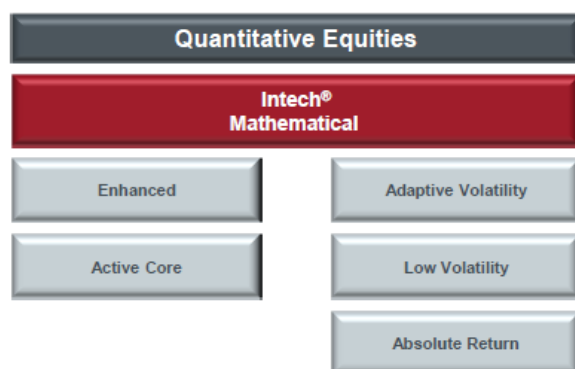 Quantitative Equities
Intech®
Mathematical
Enhanced
Adaptive Volatility
Active Core
Low Volatility
Absolute Return